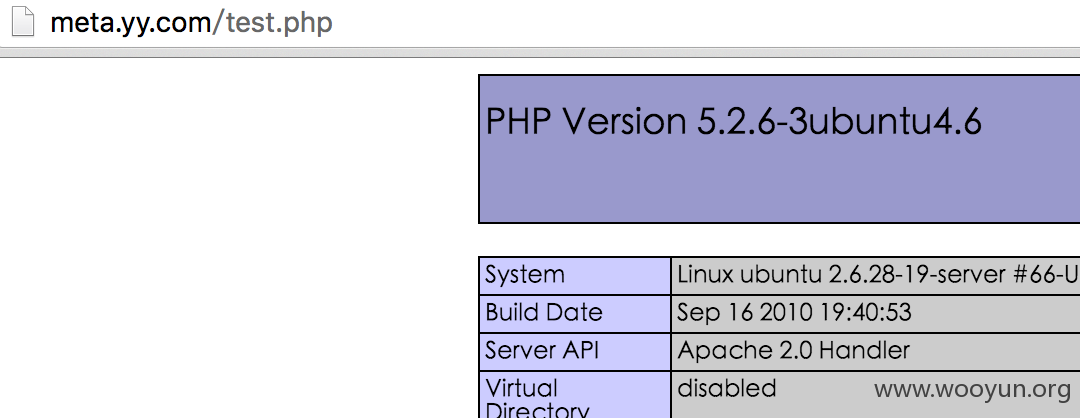 meta.yy.com/test.php
PHP Version 5.2.6-3ubuntu4.6
System Linux ubuntu 2.6.28-19-server #66-U
Build Date Sep 16 2010 19:40:53
Server API Apache 2.0 Handler
Virtual disabled
Directory
www.wooyun.org